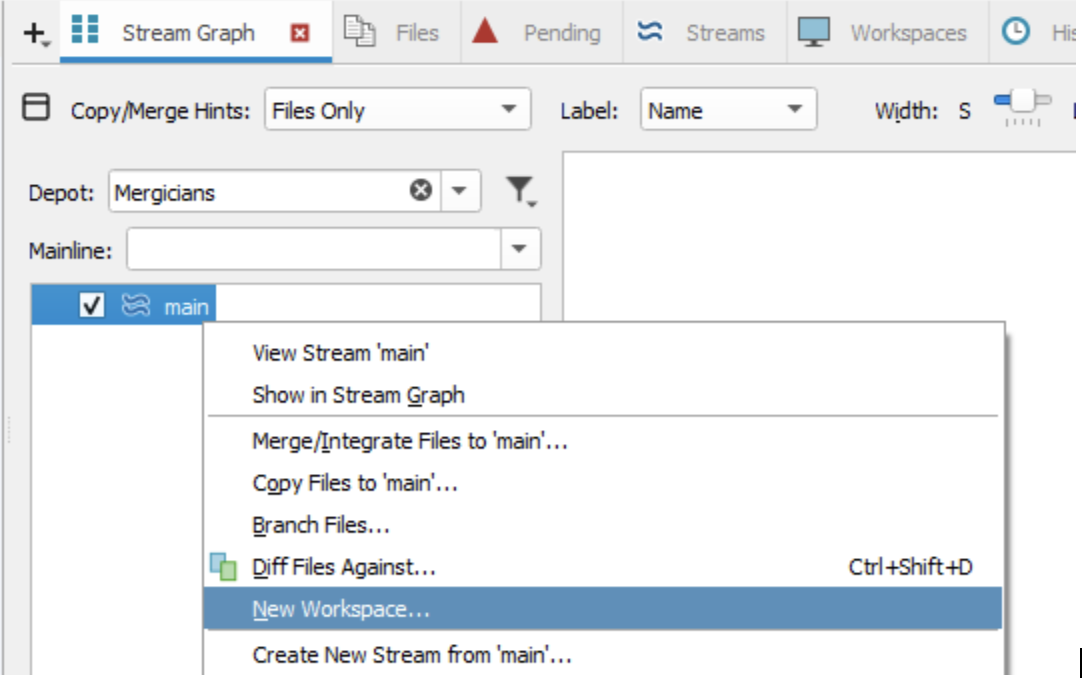 Stream Graph Files Pending Streams Workspaces His
Copy/Merge Hints: Files Only Label: Name Width: S
Depot: Mergicians
Mainline:
main
View Stream 'main'
Show in Stream Graph
Merge/Integrate Files to 'main'...
Copy Files to 'main'...
Branch Files...
Diff Files Against... Ctrl+Shift+D
New Workspace...
Create New Stream from 'main'...